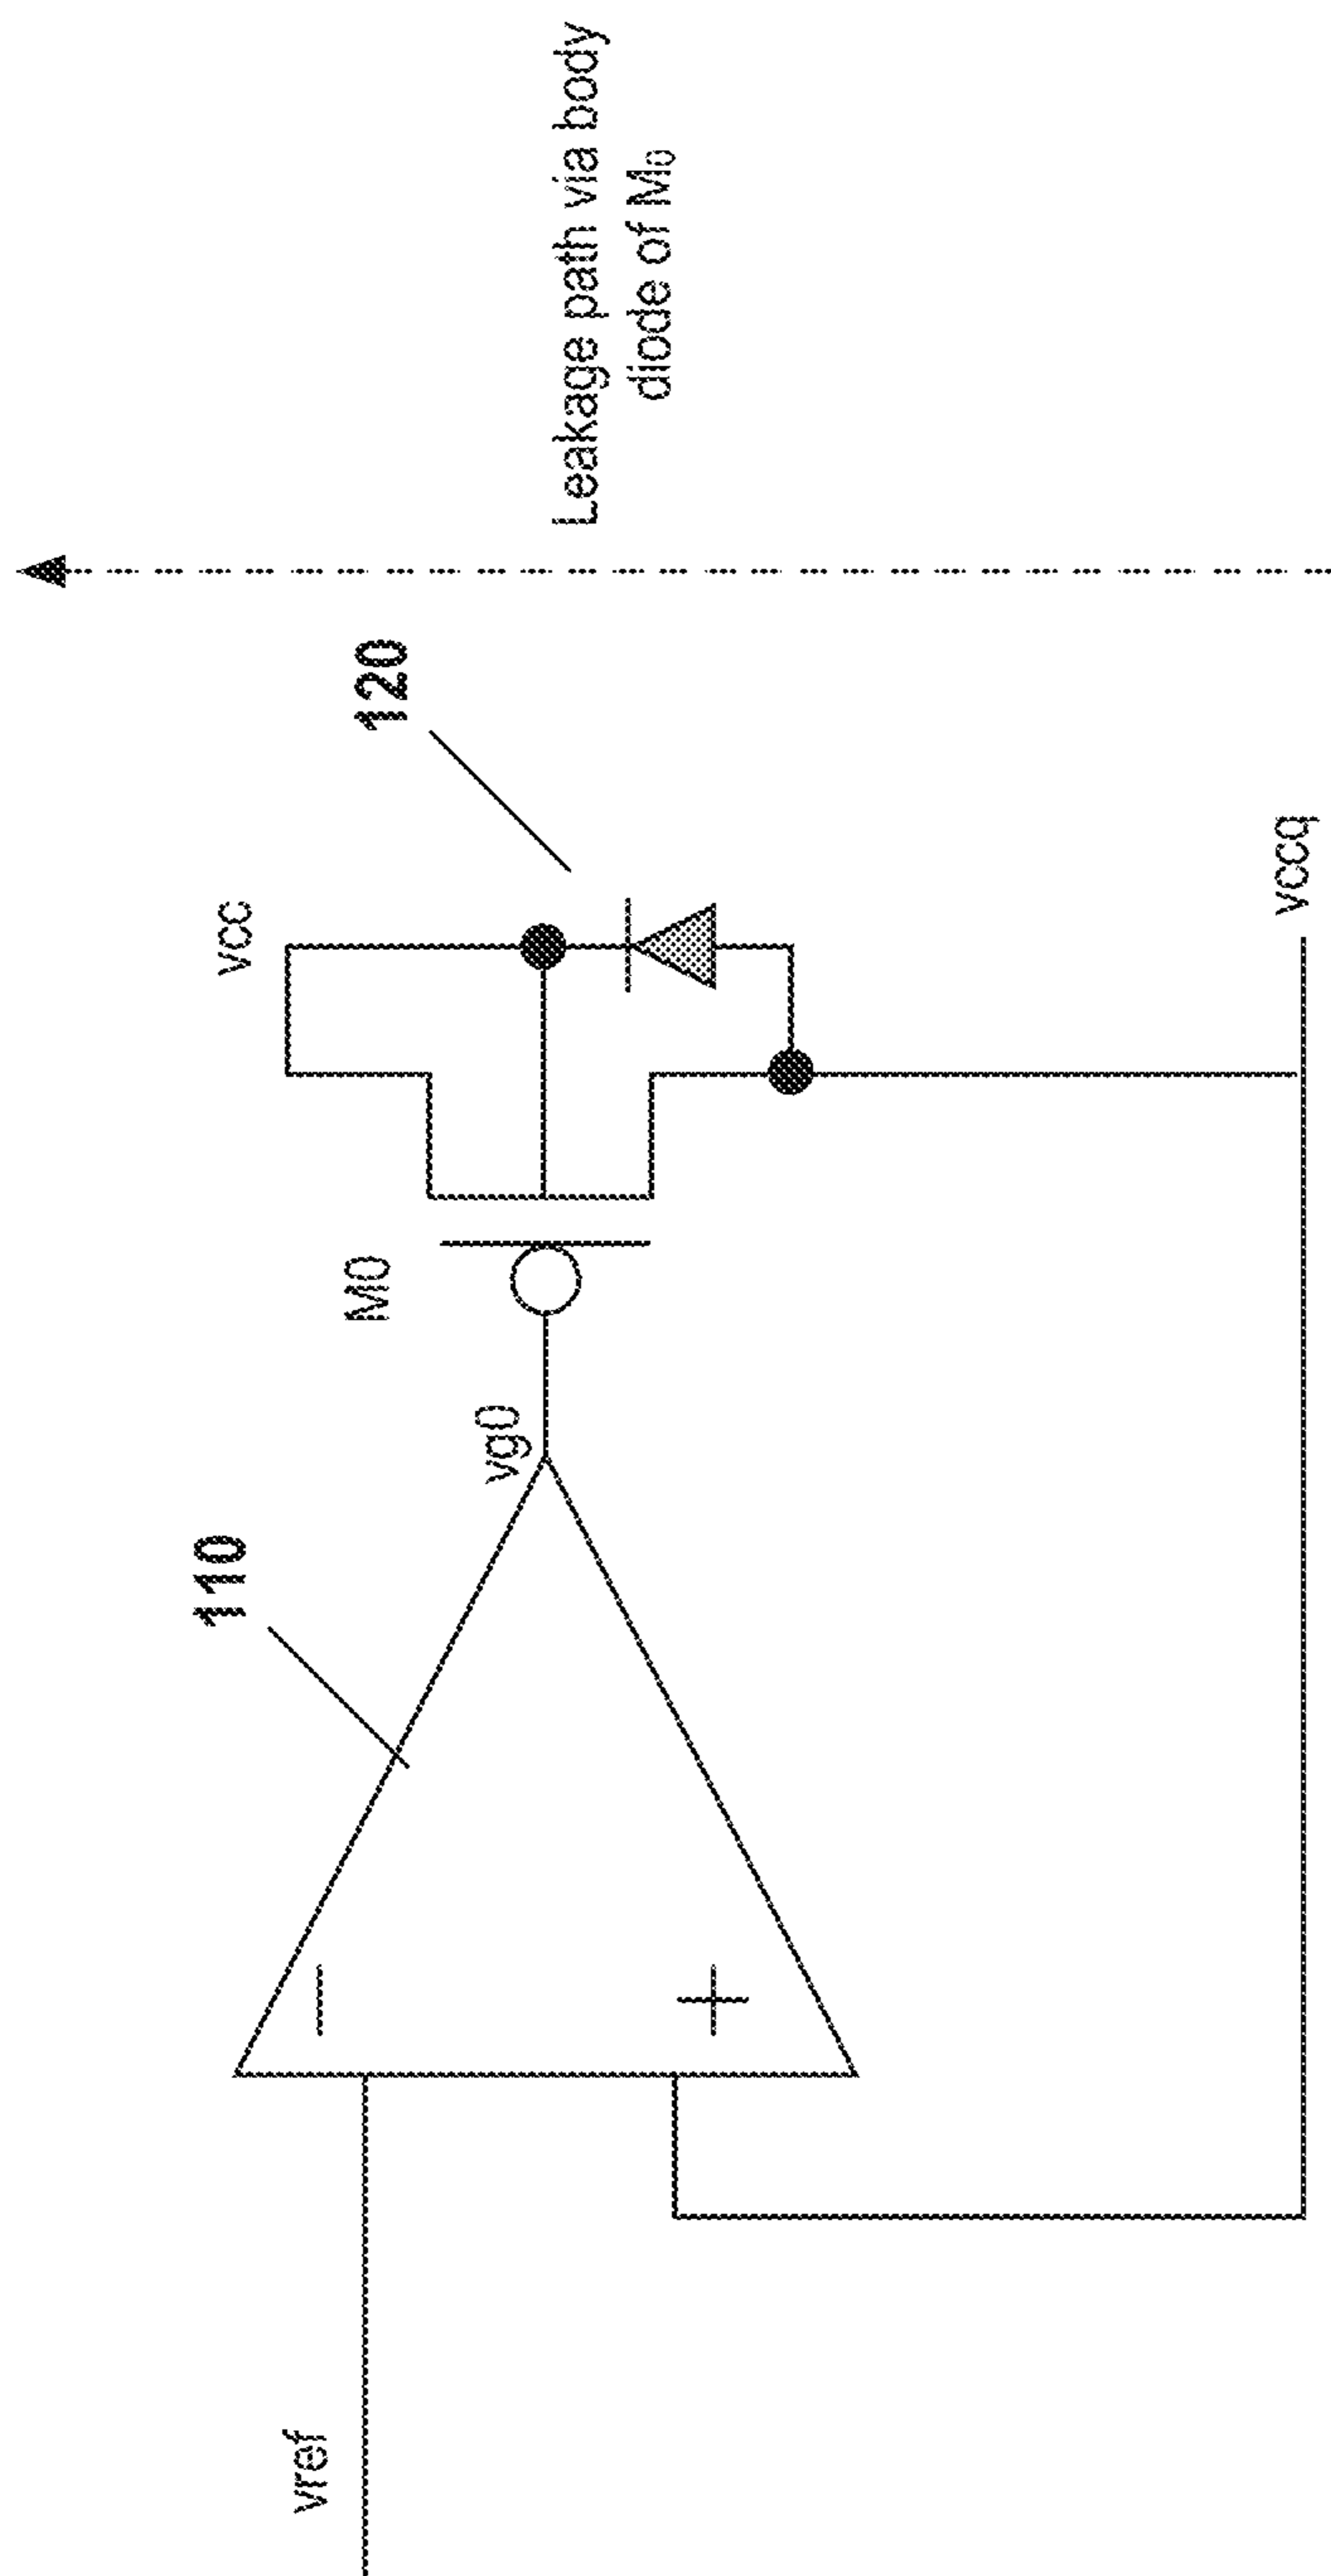 vref
110
vg0
M0
vcc
120
vccq
Leakage path via body
diode of M₀
−
+